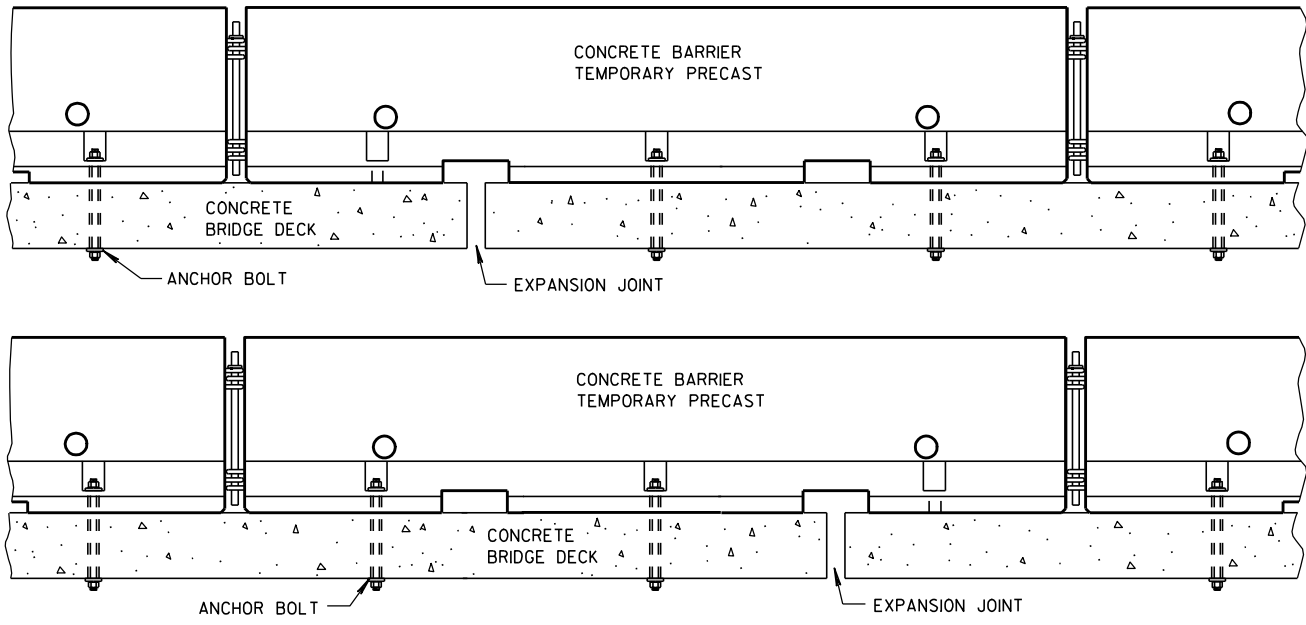 CONCRETE BARRIER
TEMPORARY PRECAST
CONCRETE
BRIDGE DECK
ANCHOR BOLT
EXPANSION JOINT
CONCRETE BARRIER
TEMPORARY PRECAST
CONCRETE
BRIDGE DECK
ANCHOR BOLT
EXPANSION JOINT